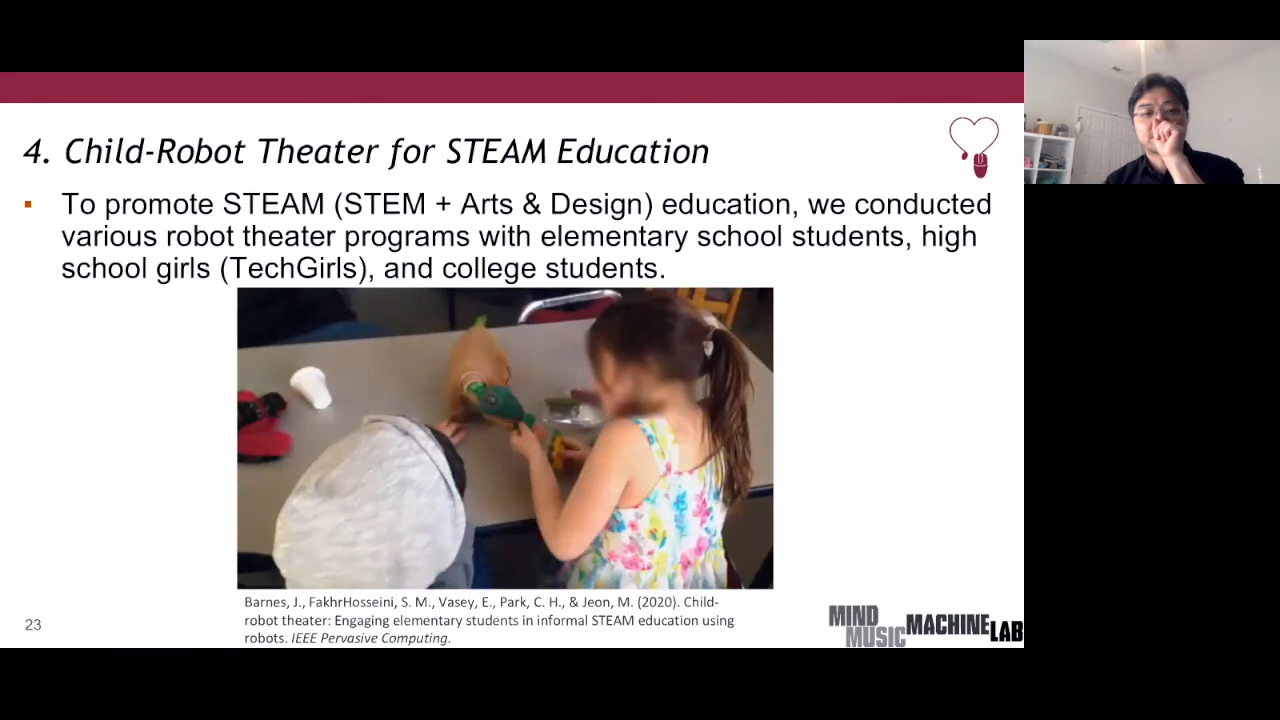 4. Child-Robot Theater for STEAM Education
▪ To promote STEAM (STEM + Arts & Design) education, we conducted
various robot theater programs with elementary school students, high
school girls (TechGirls), and college students.
Barnes, J., FakhrHosseini, S. M., Vasey, E., Park, C. H., & Jeon, M. (2020). Child-
robot theater: Engaging elementary students in informal STEAM education using
robots. IEEE Pervasive Computing.
23
MIND
MUSIC MACHINE LAB